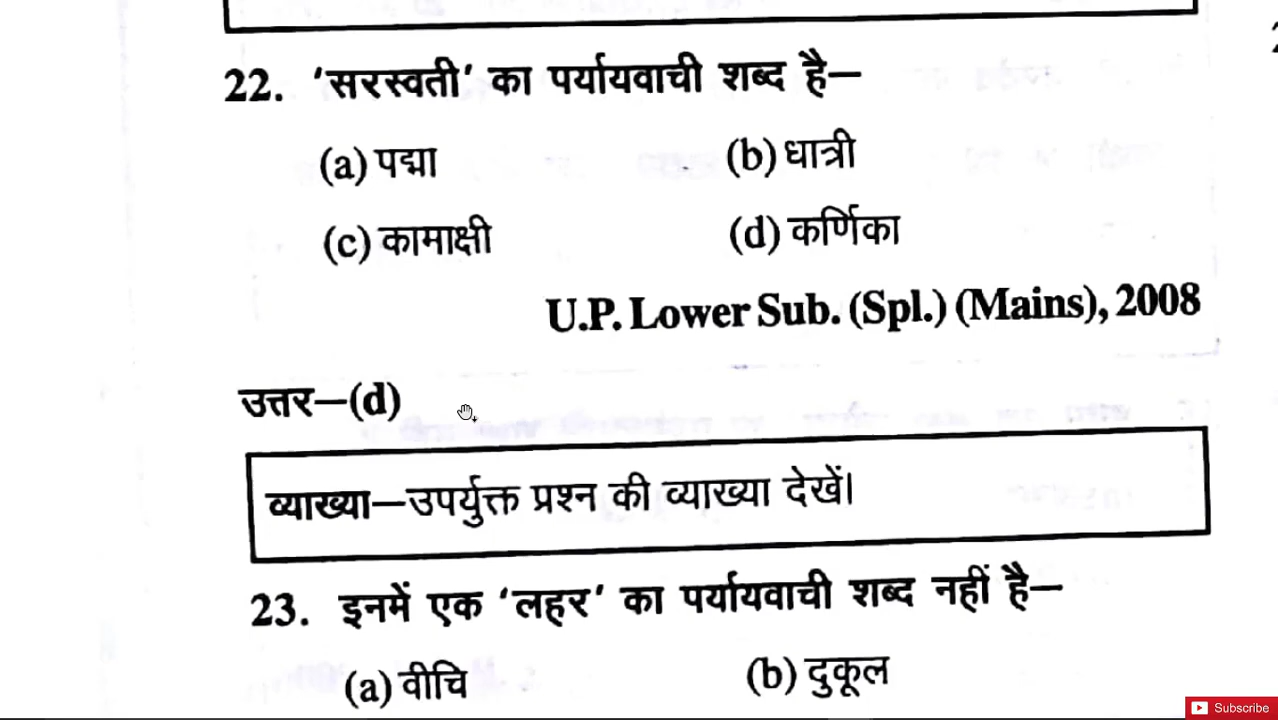 22. 'सरस्वती' का पर्यायवाची शब्द है–
(a) पद्मा (b) धात्री
(c) कामाक्षी (d) कर्णिका
U.P. Lower Sub. (Spl.) (Mains), 2008
उत्तर–(d)
व्याख्या–उपर्युक्त प्रश्न की व्याख्या देखें।
23. इनमें एक 'लहर' का पर्यायवाची शब्द नहीं है–
(a) वीचि (b) दुकूल
Subscribe